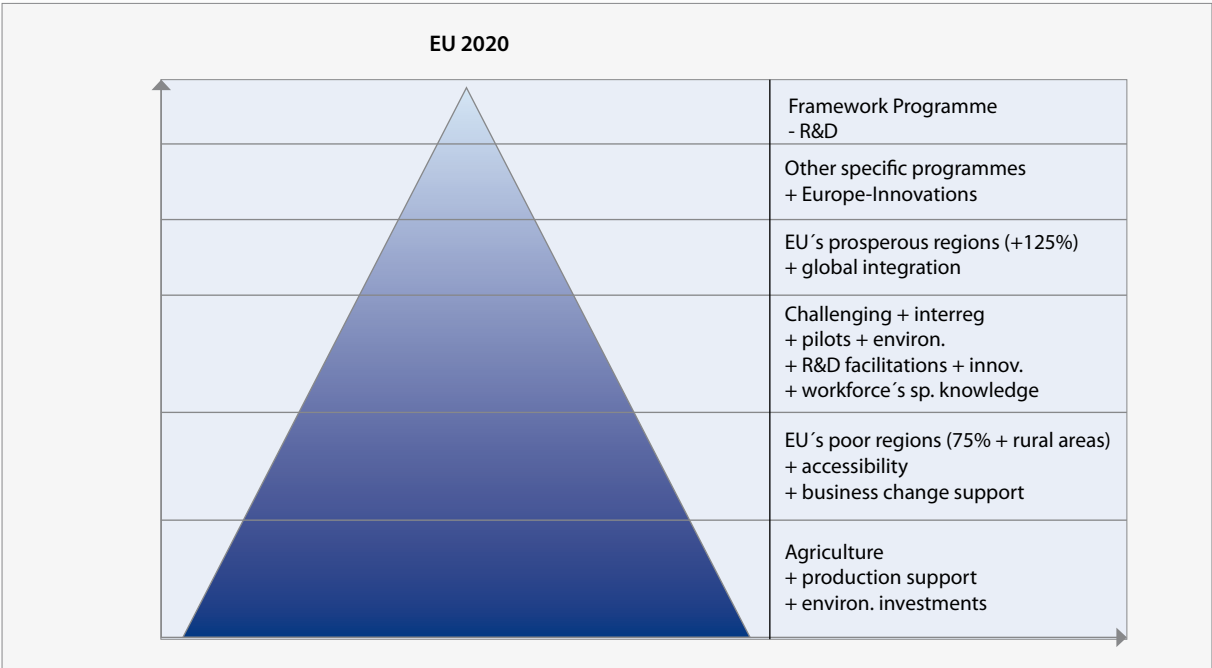 EU 2020
Framework Programme
- R&D
Other specific programmes
+ Europe-Innovations
EU´s prosperous regions (+125%)
+ global integration
Challenging + interreg
+ pilots + environ.
+ R&D facilitations + innov.
+ workforce´s sp. knowledge
EU´s poor regions (75% + rural areas)
+ accessibility
+ business change support
Agriculture
+ production support
+ environ. investments